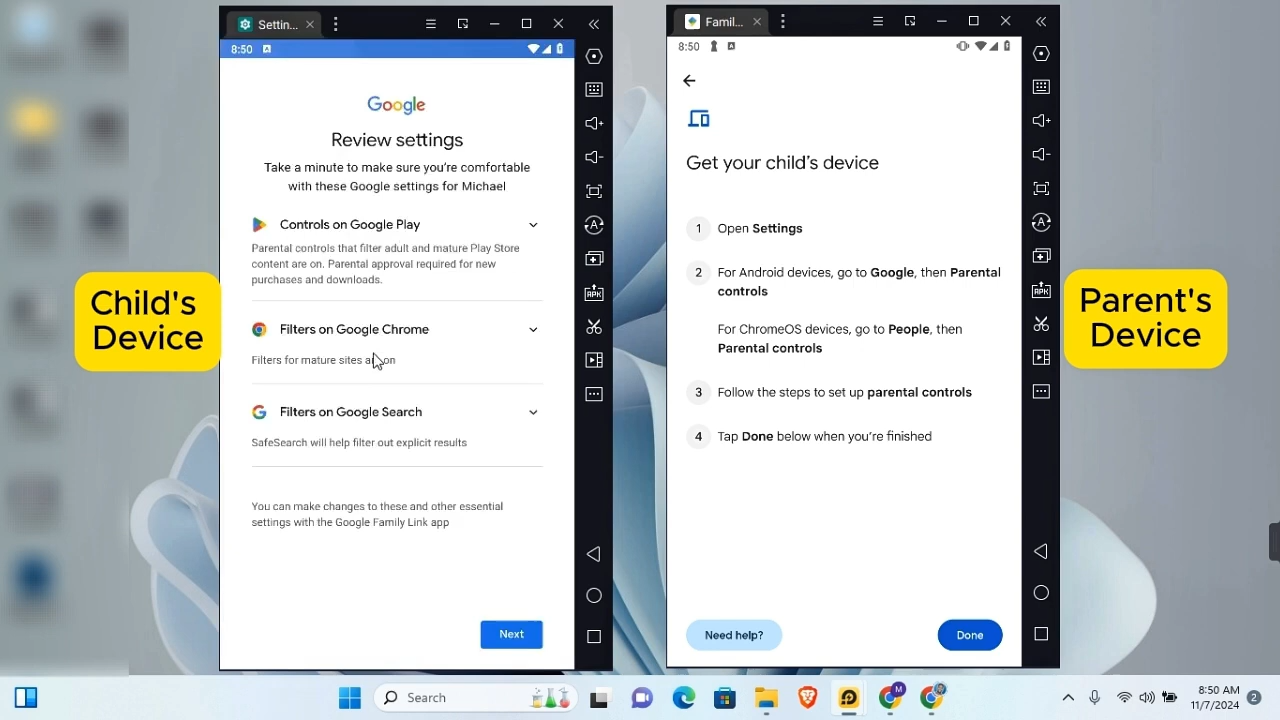 Settin...
8:50
Google
Review settings
Take a minute to make sure you're comfortable
with these Google settings for Michael
Controls on Google Play
Parental controls that filter adult and mature Play Store
content are on. Parental approval required for new
purchases and downloads.
Filters on Google Chrome
Filters for mature sites a on
Filters on Google Search
SafeSearch will help filter out explicit results
You can make changes to these and other essential
settings with the Google Family Link app
Next
Child's
Device
Famil...
8:50
Get your child's device
1 Open Settings
2 For Android devices, go to Google, then Parental
controls
For ChromeOS devices, go to People, then
Parental controls
3 Follow the steps to set up parental controls
4 Tap Done below when you're finished
Need help?
Done
Parent's
Device
A
APK
A
APK
Search
M
8:50 AM
11/7/2024
2